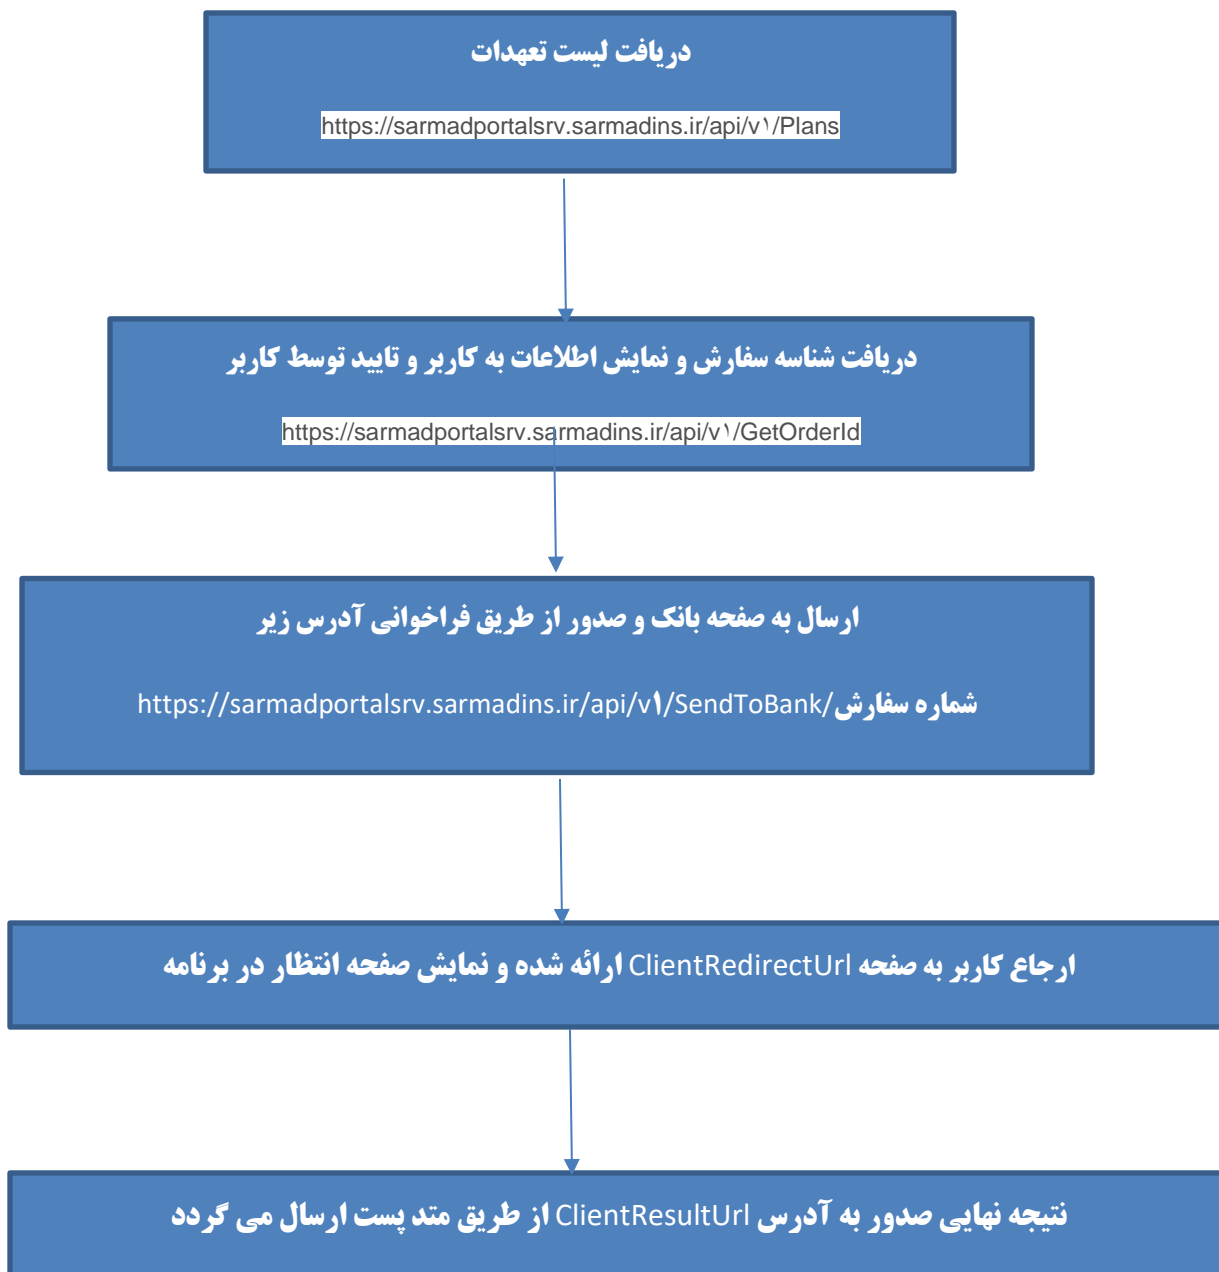 دریافت لیست تعهدات
https://sarmadportalsrv.sarmadins.ir/api/v۱/Plans
دریافت شناسه سفارش و نمایش اطلاعات به کاربر و تایید توسط کاربر
https://sarmadportalsrv.sarmadins.ir/api/v۱/GetOrderId
ارسال به صفحه بانک و صدور از طریق فراخوانی آدرس زیر
https://sarmadportalsrv.sarmadins.ir/api/v۱/SendToBank/شماره سفارش
ارجاع کاربر به صفحه ClientRedirectUrl ارائه شده و نمایش صفحه انتظار در برنامه
نتیجه نهایی صدور به آدرس ClientResultUrl از طریق متد پست ارسال می گردد